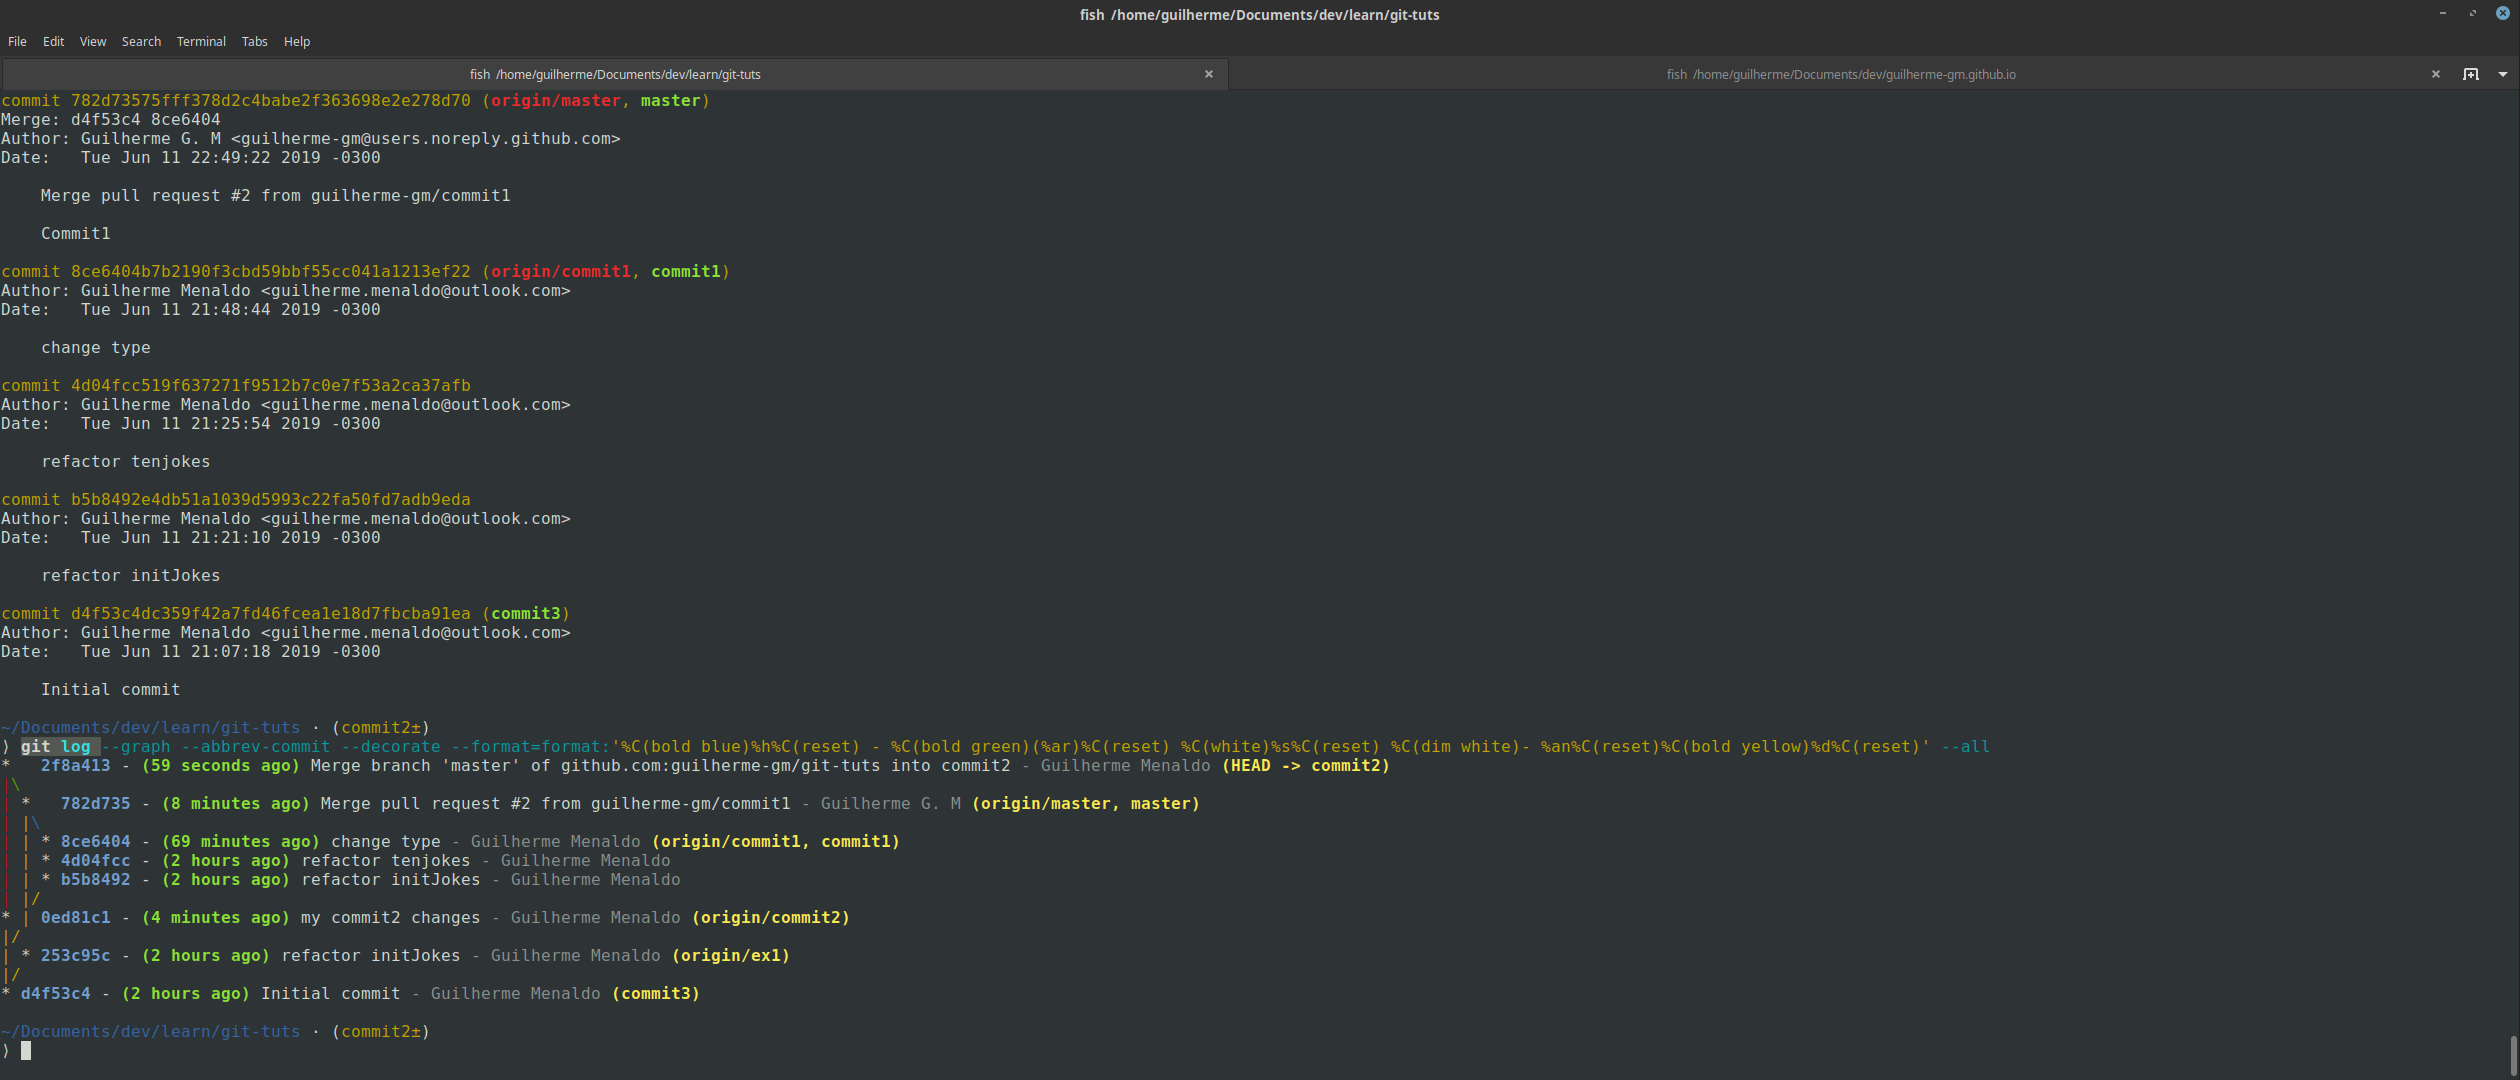 fish /home/guilherme/Documents/dev/learn/git-tuts
File Edit View Search Terminal Tabs Help
fish /home/guilherme/Documents/dev/learn/git-tuts
fish /home/guilherme/Documents/dev/guilherme-gm.github.io
commit 782d73575fff378d2c4babe2f363698e2e278d70 (origin/master, master)
Merge: d4f53c4 8ce6404
Author: Guilherme G. M <guilherme-gm@users.noreply.github.com>
Date:   Tue Jun 11 22:49:22 2019 -0300
    Merge pull request #2 from guilherme-gm/commit1
    Commit1
commit 8ce6404b7b2190f3cbd59bbf55cc041a1213ef22 (origin/commit1, commit1)
Author: Guilherme Menaldo <guilherme.menaldo@outlook.com>
Date:   Tue Jun 11 21:48:44 2019 -0300
    change type
commit 4d04fcc519f637271f9512b7c0e7f53a2ca37afb
Author: Guilherme Menaldo <guilherme.menaldo@outlook.com>
Date:   Tue Jun 11 21:25:54 2019 -0300
    refactor tenjokes
commit b5b8492e4db51a1039d5993c22fa50fd7adb9eda
Author: Guilherme Menaldo <guilherme.menaldo@outlook.com>
Date:   Tue Jun 11 21:21:10 2019 -0300
    refactor initJokes
commit d4f53c4dc359f42a7fd46fcea1e18d7fbcba91ea (commit3)
Author: Guilherme Menaldo <guilherme.menaldo@outlook.com>
Date:   Tue Jun 11 21:07:18 2019 -0300
    Initial commit
~/Documents/dev/learn/git-tuts · (commit2±)
⟩ git log --graph --abbrev-commit --decorate --format=format:'%C(bold blue)%h%C(reset) - %C(bold green)(%ar)%C(reset) %C(white)%s%C(reset) %C(dim white)- %an%C(reset)%C(bold yellow)%d%C(reset)' --all
*   2f8a413 - (59 seconds ago) Merge branch 'master' of github.com:guilherme-gm/git-tuts into commit2 - Guilherme Menaldo (HEAD -> commit2)
|\
| *   782d735 - (8 minutes ago) Merge pull request #2 from guilherme-gm/commit1 - Guilherme G. M (origin/master, master)
| |\
| | * 8ce6404 - (69 minutes ago) change type - Guilherme Menaldo (origin/commit1, commit1)
| | * 4d04fcc - (2 hours ago) refactor tenjokes - Guilherme Menaldo
| | * b5b8492 - (2 hours ago) refactor initJokes - Guilherme Menaldo
| |/
* | 0ed81c1 - (4 minutes ago) my commit2 changes - Guilherme Menaldo (origin/commit2)
|/
| * 253c95c - (2 hours ago) refactor initJokes - Guilherme Menaldo (origin/ex1)
|/
* d4f53c4 - (2 hours ago) Initial commit - Guilherme Menaldo (commit3)
~/Documents/dev/learn/git-tuts · (commit2±)
⟩